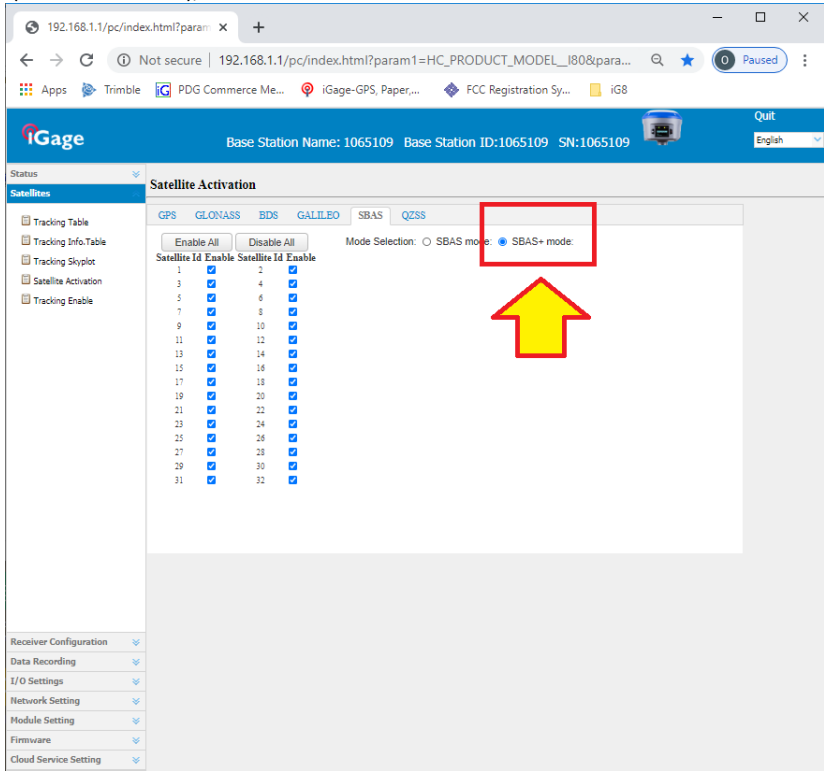 192.168.1.1/pc/index.html?param
Not secure | 192.168.1.1/pc/index.html?param1=HC_PRODUCT_MODEL__I80&para...
O Paused
Apps Trimble iG PDG Commerce Me... iGage-GPS, Paper,... FCC Registration Sy... iG8
iGage
Base Station Name: 1065109 Base Station ID:1065109 SN:1065109
Quit
English
Status
Satellites
Tracking Table
Tracking Info.Table
Tracking Skyplot
Satellite Activation
Tracking Enable
Receiver Configuration
Data Recording
I/O Settings
Network Setting
Module Setting
Firmware
Cloud Service Setting
Satellite Activation
GPS GLONASS BDS GALILEO SBAS QZSS
Enable All Disable All Mode Selection: SBAS mode: SBAS+ mode:
Satellite Id Enable Satellite Id Enable
1 2
3 4
5 6
7 8
9 10
11 12
13 14
15 16
17 18
19 20
21 22
23 24
25 26
27 28
29 30
31 32